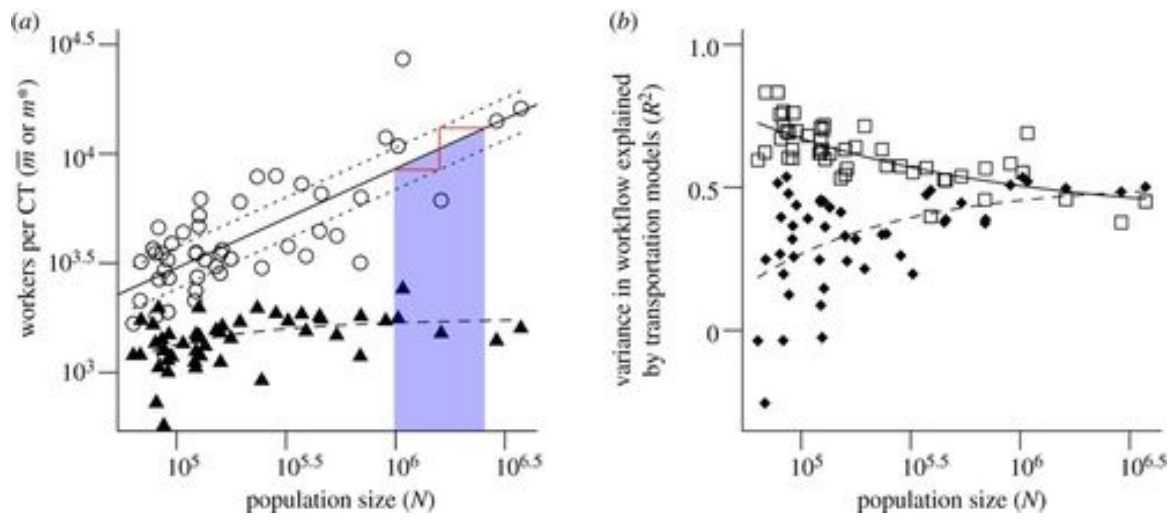 (a)
workers per CT (m̅ or m*)
10^4.5
10^4
10^3.5
10^3
10^5
10^5.5
10^6
10^6.5
population size (N)
(b)
variance in workflow explained
by transportation models (R²)
1.0
0.5
0
10^5
10^5.5
10^6
10^6.5
population size (N)